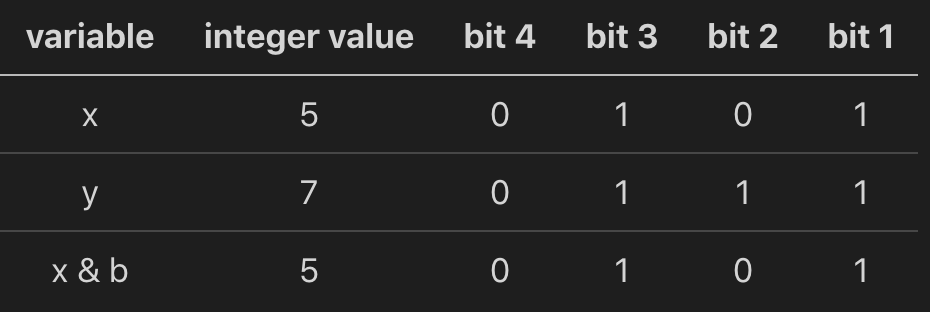 variable integer value bit 4 bit 3 bit 2 bit 1
x 5 0 1 0 1
y 7 0 1 1 1
x & b 5 0 1 0 1